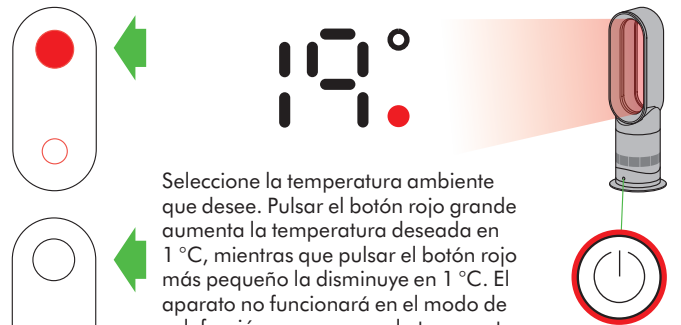 19°
Seleccione la temperatura ambiente
que desee. Pulsar el botón rojo grande
aumenta la temperatura deseada en
1 °C, mientras que pulsar el botón rojo
más pequeño la disminuye en 1 °C. El
aparato no funcionará en el modo de